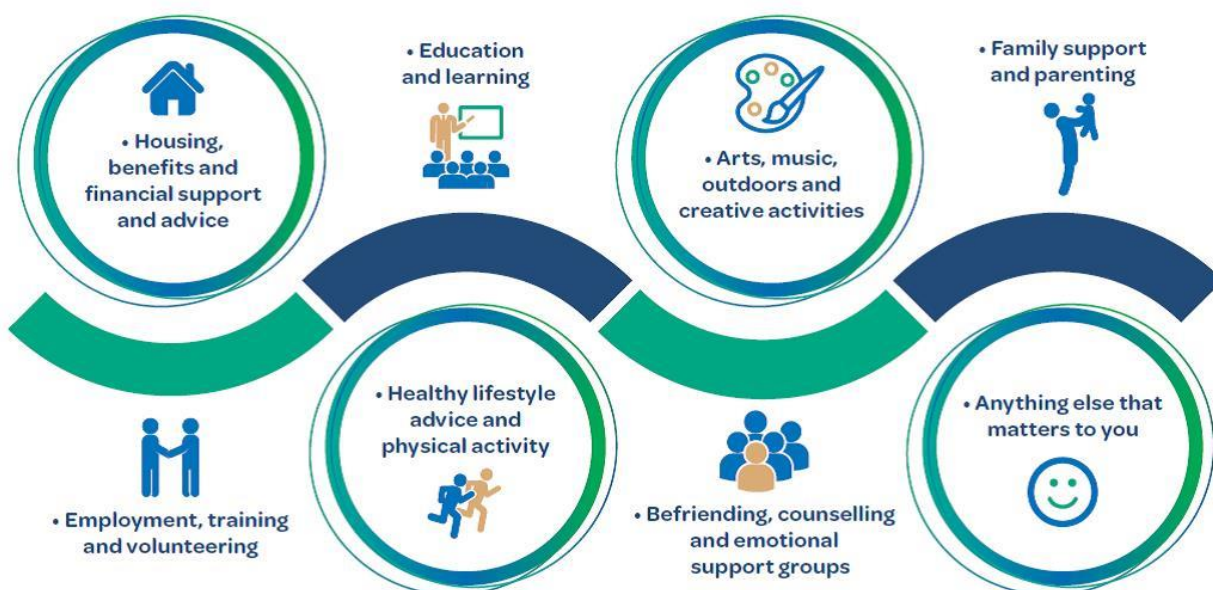 • Housing,
benefits and
financial support
and advice
• Education
and learning
• Arts, music,
outdoors and
creative activities
• Family support
and parenting
• Employment, training
and volunteering
• Healthy lifestyle
advice and
physical activity
• Befriending, counselling
and emotional
support groups
• Anything else that
matters to you